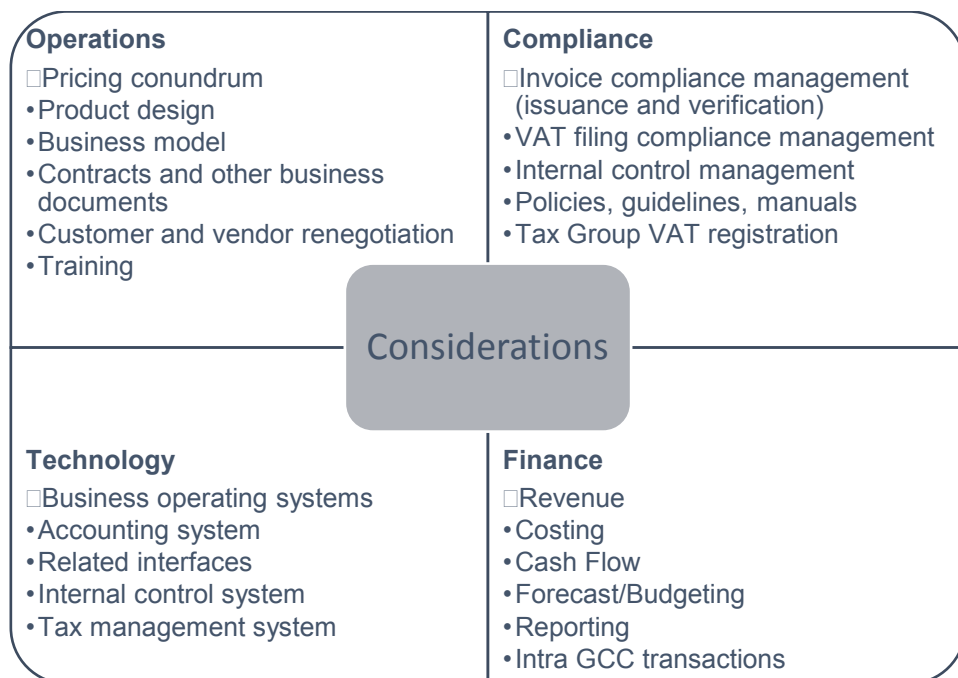 Operations
□Pricing conundrum
•Product design
•Business model
•Contracts and other business
documents
•Customer and vendor renegotiation
•Training
Compliance
□Invoice compliance management
(issuance and verification)
•VAT filing compliance management
•Internal control management
•Policies, guidelines, manuals
•Tax Group VAT registration
Considerations
Technology
□Business operating systems
•Accounting system
•Related interfaces
•Internal control system
•Tax management system
Finance
□Revenue
•Costing
•Cash Flow
•Forecast/Budgeting
•Reporting
•Intra GCC transactions